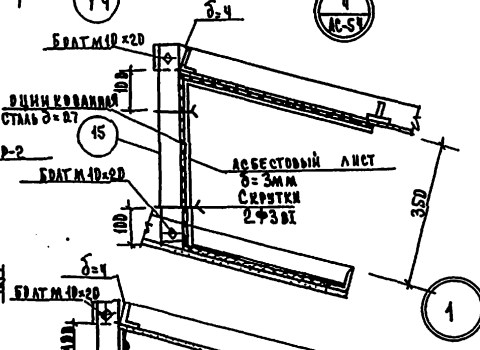 δ=4
4
АС-54
БОЛТ М10×20
100
ОЦИНКОВАННАЯ
СТАЛЬ δ=0.7
15
БОЛТ М10×20
АСБЕСТОВЫЙ ЛИСТ
δ=3мм
СКРУТКИ
2Ф3ВI
100
350
1
δ=4
БОЛТ М10×20
100